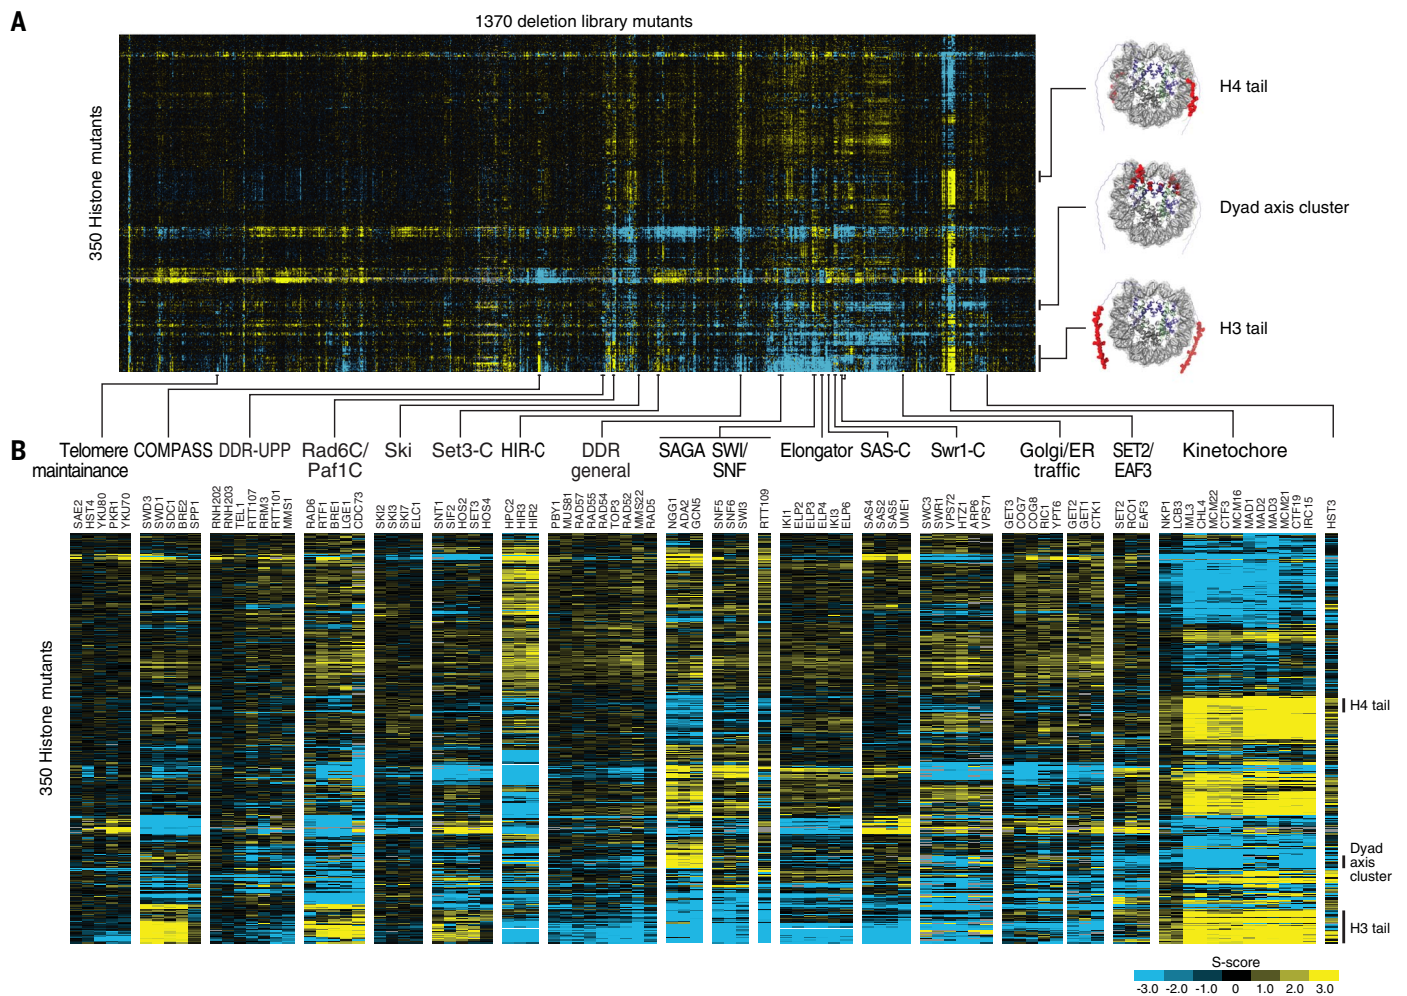 A
1370 deletion library mutants
350 Histone mutants
H4 tail
Dyad axis cluster
H3 tail
B
Telomere maintainance
COMPASS
DDR-UPP
Rad6C/
Paf1C
Ski
Set3-C
HIR-C
DDR
general
SAGA
SWI/
SNF
Elongator
SAS-C
Swr1-C
Golgi/ER
traffic
SET2/
EAF3
Kinetochore
SAE2
HST4
YKU80
PKR1
YKU70
SWD3
SWD1
SDC1
BRE2
SPP1
RNH202
RNH203
TEL1
RTT107
RRM3
RTT101
MMS1
RAD6
RTF1
BRE1
LGE1
CDC73
SKI2
SKI3
SKI7
ELC1
SNT1
SIF2
HOS2
SET3
HOS4
HPC2
HIR3
HIR2
PBY1
MUS81
RAD57
RAD55
RAD54
TOP3
RAD52
MMS22
RAD5
NGG1
ADA2
GCN5
SNF5
SNF6
SWI3
RTT109
IKI1
ELP2
ELP3
ELP4
IKI3
ELP6
SAS4
SAS2
SAS5
UME1
SWC3
SWR1
VPS72
HTZ1
ARP6
VPS71
GET3
COG7
COG8
RIC1
YPT6
GET2
GET1
CTK1
SET2
RCO1
EAF3
NKP1
LCB3
IML3
CHL4
MCM22
CTF3
MCM16
MAD1
MAD2
MAD3
MCM21
CTF19
IRC15
HST3
350 Histone mutants
H4 tail
Dyad
axis
cluster
H3 tail
S-score
-3.0 -2.0 -1.0 0 1.0 2.0 3.0